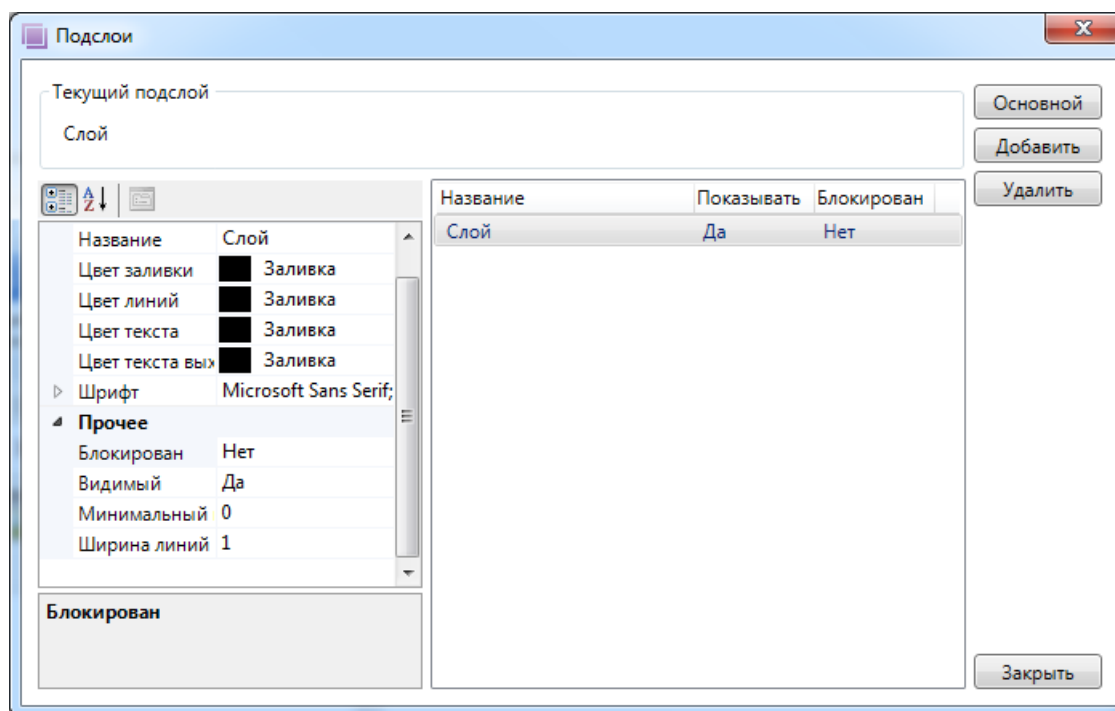 Подслои
Текущий подслой
Слой
Основной
Добавить
Удалить
Название Слой
Цвет заливки Заливка
Цвет линий Заливка
Цвет текста Заливка
Цвет текста вых Заливка
Шрифт Microsoft Sans Serif;
Прочее
Блокирован Нет
Видимый Да
Минимальный 0
Ширина линий 1
Блокирован
Название Показывать Блокирован
Слой Да Нет
Закрыть